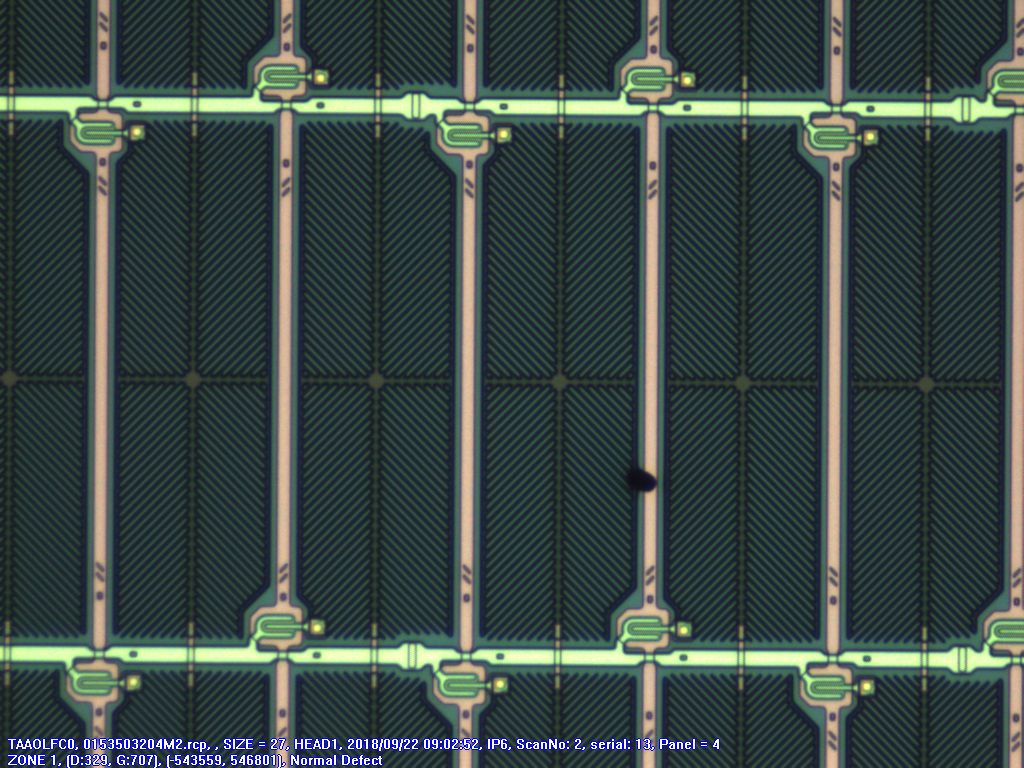 TAAOLFC0, 0153503204M2.rcp, , SIZE = 27, HEAD1, 2018/09/22 09:02:52, IP6, ScanNo: 2, serial: 13, Panel = 4
ZONE 1, (D:329, G:707), (-543559, 546801), Normal Defect